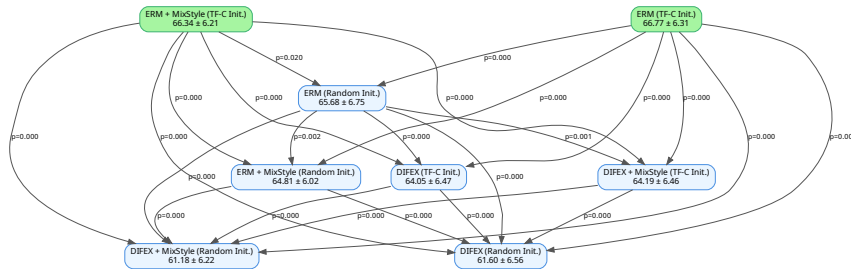 ERM + MixStyle (TF-C Init.)
66.34 ± 6.21
ERM (TF-C Init.)
66.77 ± 6.31
p=0.020
p=0.000
ERM (Random Init.)
65.68 ± 6.75
p=0.000
p=0.000
p=0.000
p=0.000
p=0.000
p=0.000
p=0.000
p=0.000
p=0.002
p=0.000
p=0.001
p=0.000
p=0.00
ERM + MixStyle (Random Init.)
64.81 ± 6.02
DIFEX (TF-C Init.)
64.05 ± 6.47
DIFEX + MixStyle (TF-C Init.)
64.19 ± 6.46
p=0.000
p=0.000
p=0.000
p=0.000
p=0.000
p=0.000
DIFEX + MixStyle (Random Init.)
61.18 ± 6.22
DIFEX (Random Init.)
61.60 ± 6.56